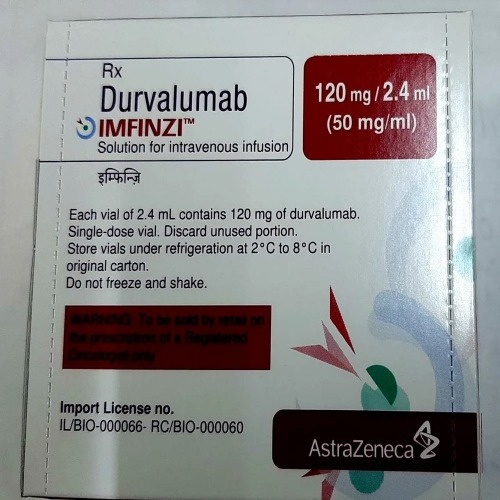 Rx
Durvalumab
IMFINZI™
Solution for intravenous infusion
120 mg / 2.4 ml
(50 mg/ml)
इम्फिन्ज़ि
Each vial of 2.4 mL contains 120 mg of durvalumab.
Single-dose vial. Discard unused portion.
Store vials under refrigeration at 2°C to 8°C in
original carton.
Do not freeze and shake.
WARNING: To be sold by retail on
the prescription of a Registered
Oncologist only
Import License no.
IL/BIO-000066- RC/BIO-000060
AstraZeneca